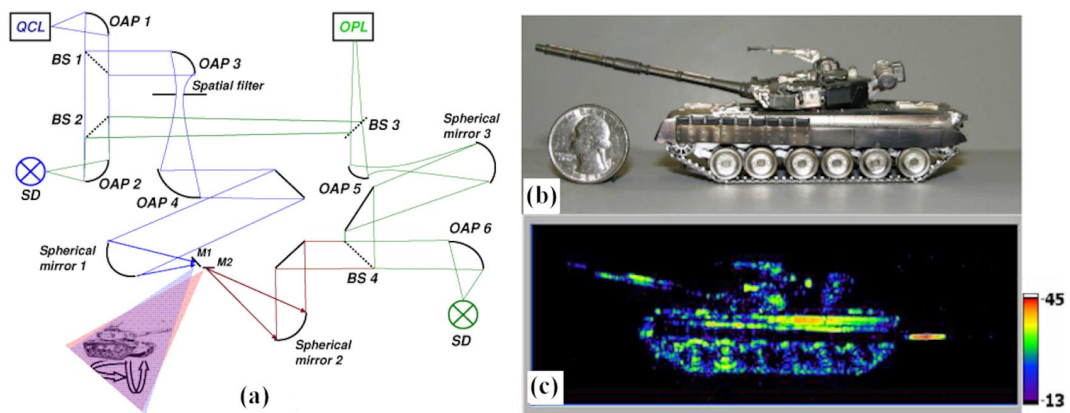 QCL
OAP 1
OPL
BS 1
OAP 3
Spatial filter
BS 2
BS 3
Spherical
mirror 3
SD
OAP 2
OAP 5
OAP 4
OAP 6
Spherical
mirror 1
M1
M2
BS 4
SD
Spherical
mirror 2
(a)
(b)
(c)
-45
-13